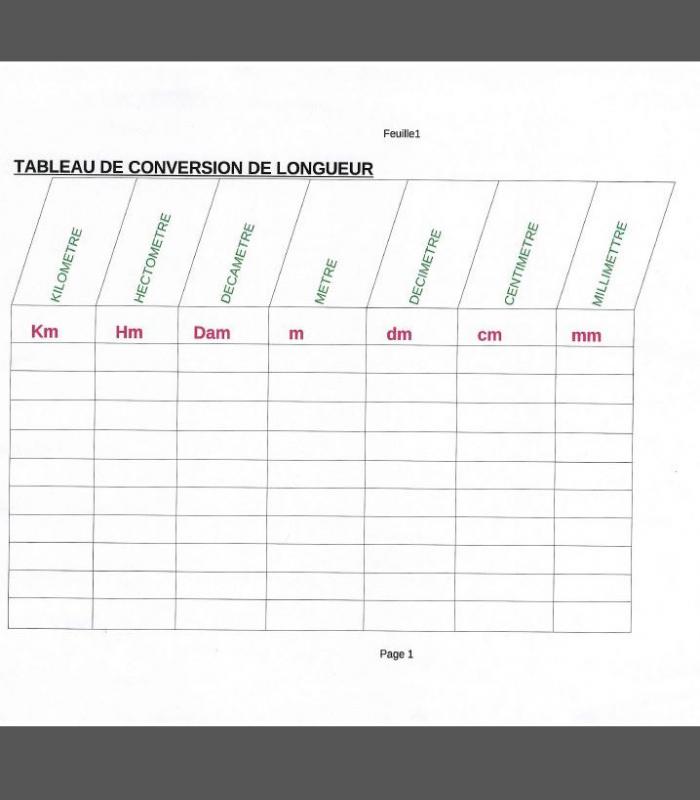 Feuille1
TABLEAU DE CONVERSION DE LONGUEUR
KILOMETRE HECTOMETRE DECAMETRE METRE DECIMETRE CENTIMETRE MILLIMETTRE
Km Hm Dam m dm cm mm
Page 1